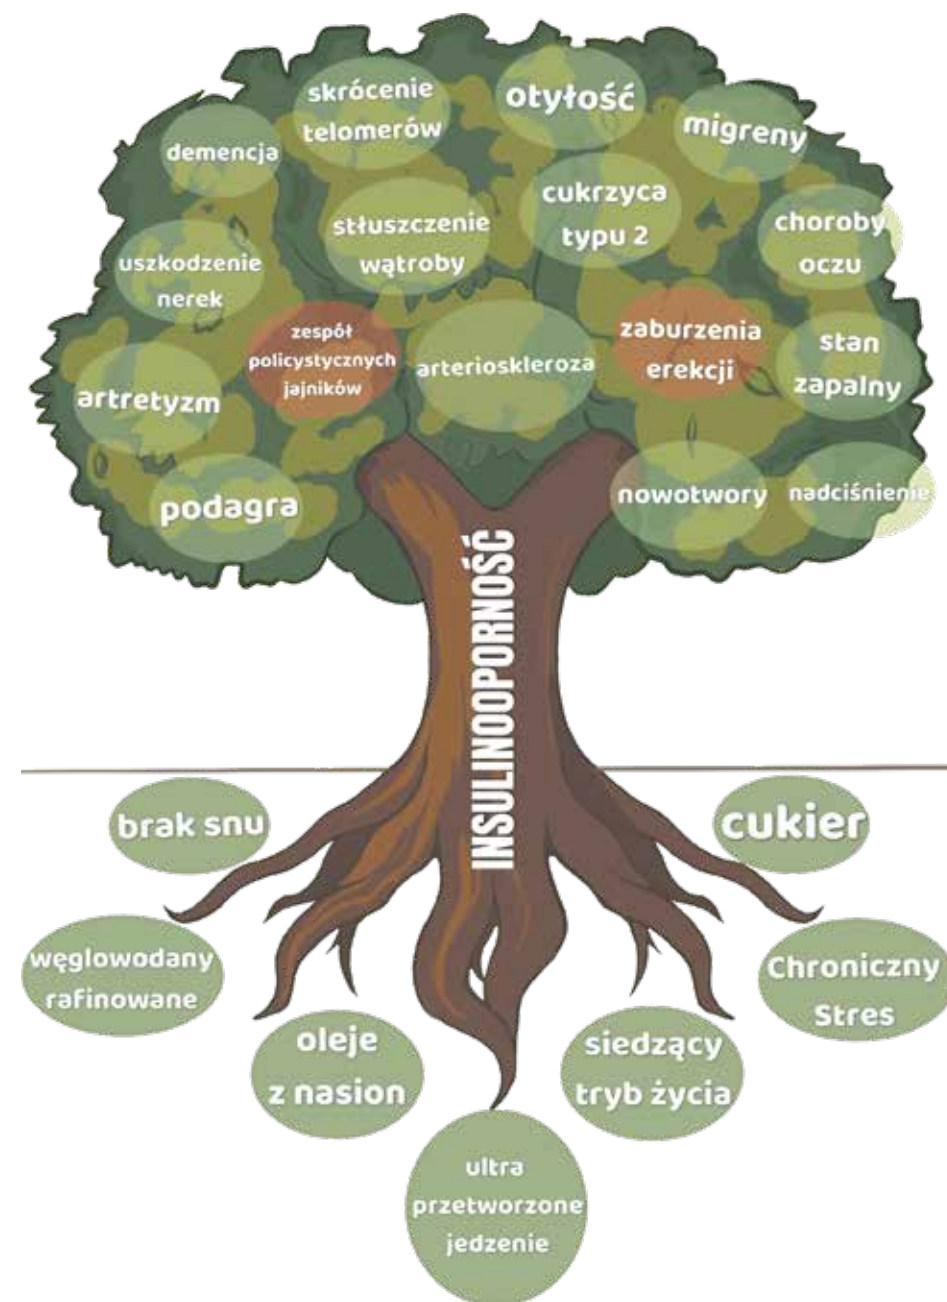 skrócenie
telomerów
otyłość
migreny
demencja
stłuszczenie
wątroby
cukrzyca
typu 2
choroby
oczu
uszkodzenie
nerek
zespół
policystycznych
jajników
arterioskleroza
zaburzenia
erekcji
stan
zapalny
artretyzm
podagra
nowotwory
nadciśnienie
INSULINOOPORNOŚĆ
brak snu
cukier
węglowodany
rafinowane
Chroniczny
Stres
oleje
z nasion
siedzący
tryb życia
ultra
przetworzone
jedzenie